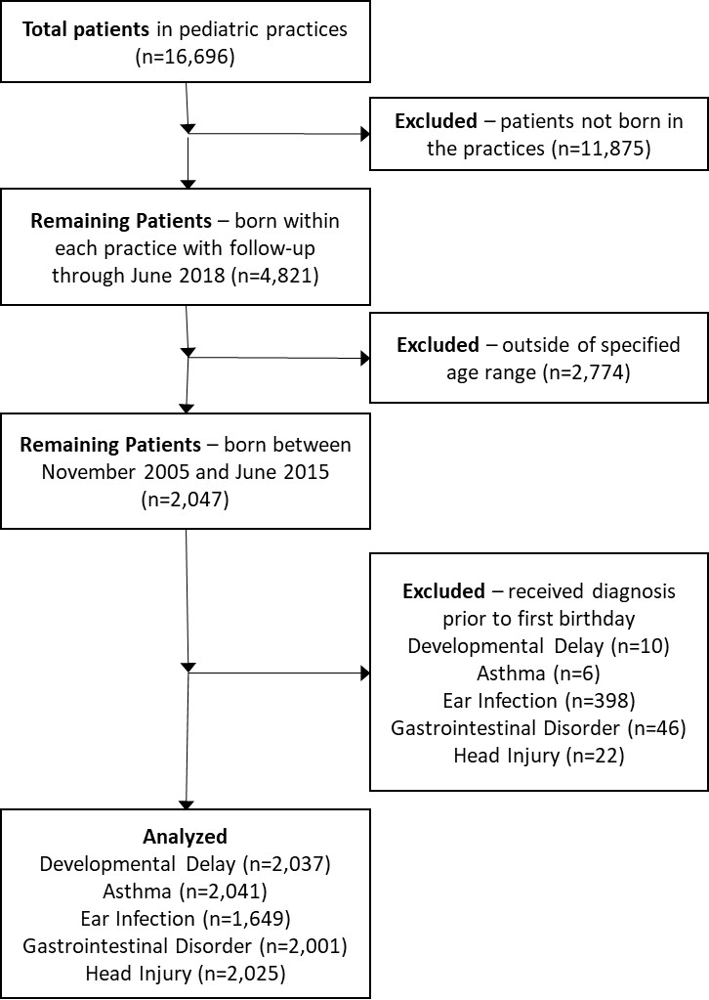 Total patients in pediatric practices
(n=16,696)
Excluded – patients not born in
the practices (n=11,875)
Remaining Patients – born within
each practice with follow-up
through June 2018 (n=4,821)
Excluded – outside of specified
age range (n=2,774)
Remaining Patients – born between
November 2005 and June 2015
(n=2,047)
Excluded – received diagnosis
prior to first birthday
Developmental Delay (n=10)
Asthma (n=6)
Ear Infection (n=398)
Gastrointestinal Disorder (n=46)
Head Injury (n=22)
Analyzed
Developmental Delay (n=2,037)
Asthma (n=2,041)
Ear Infection (n=1,649)
Gastrointestinal Disorder (n=2,001)
Head Injury (n=2,025)